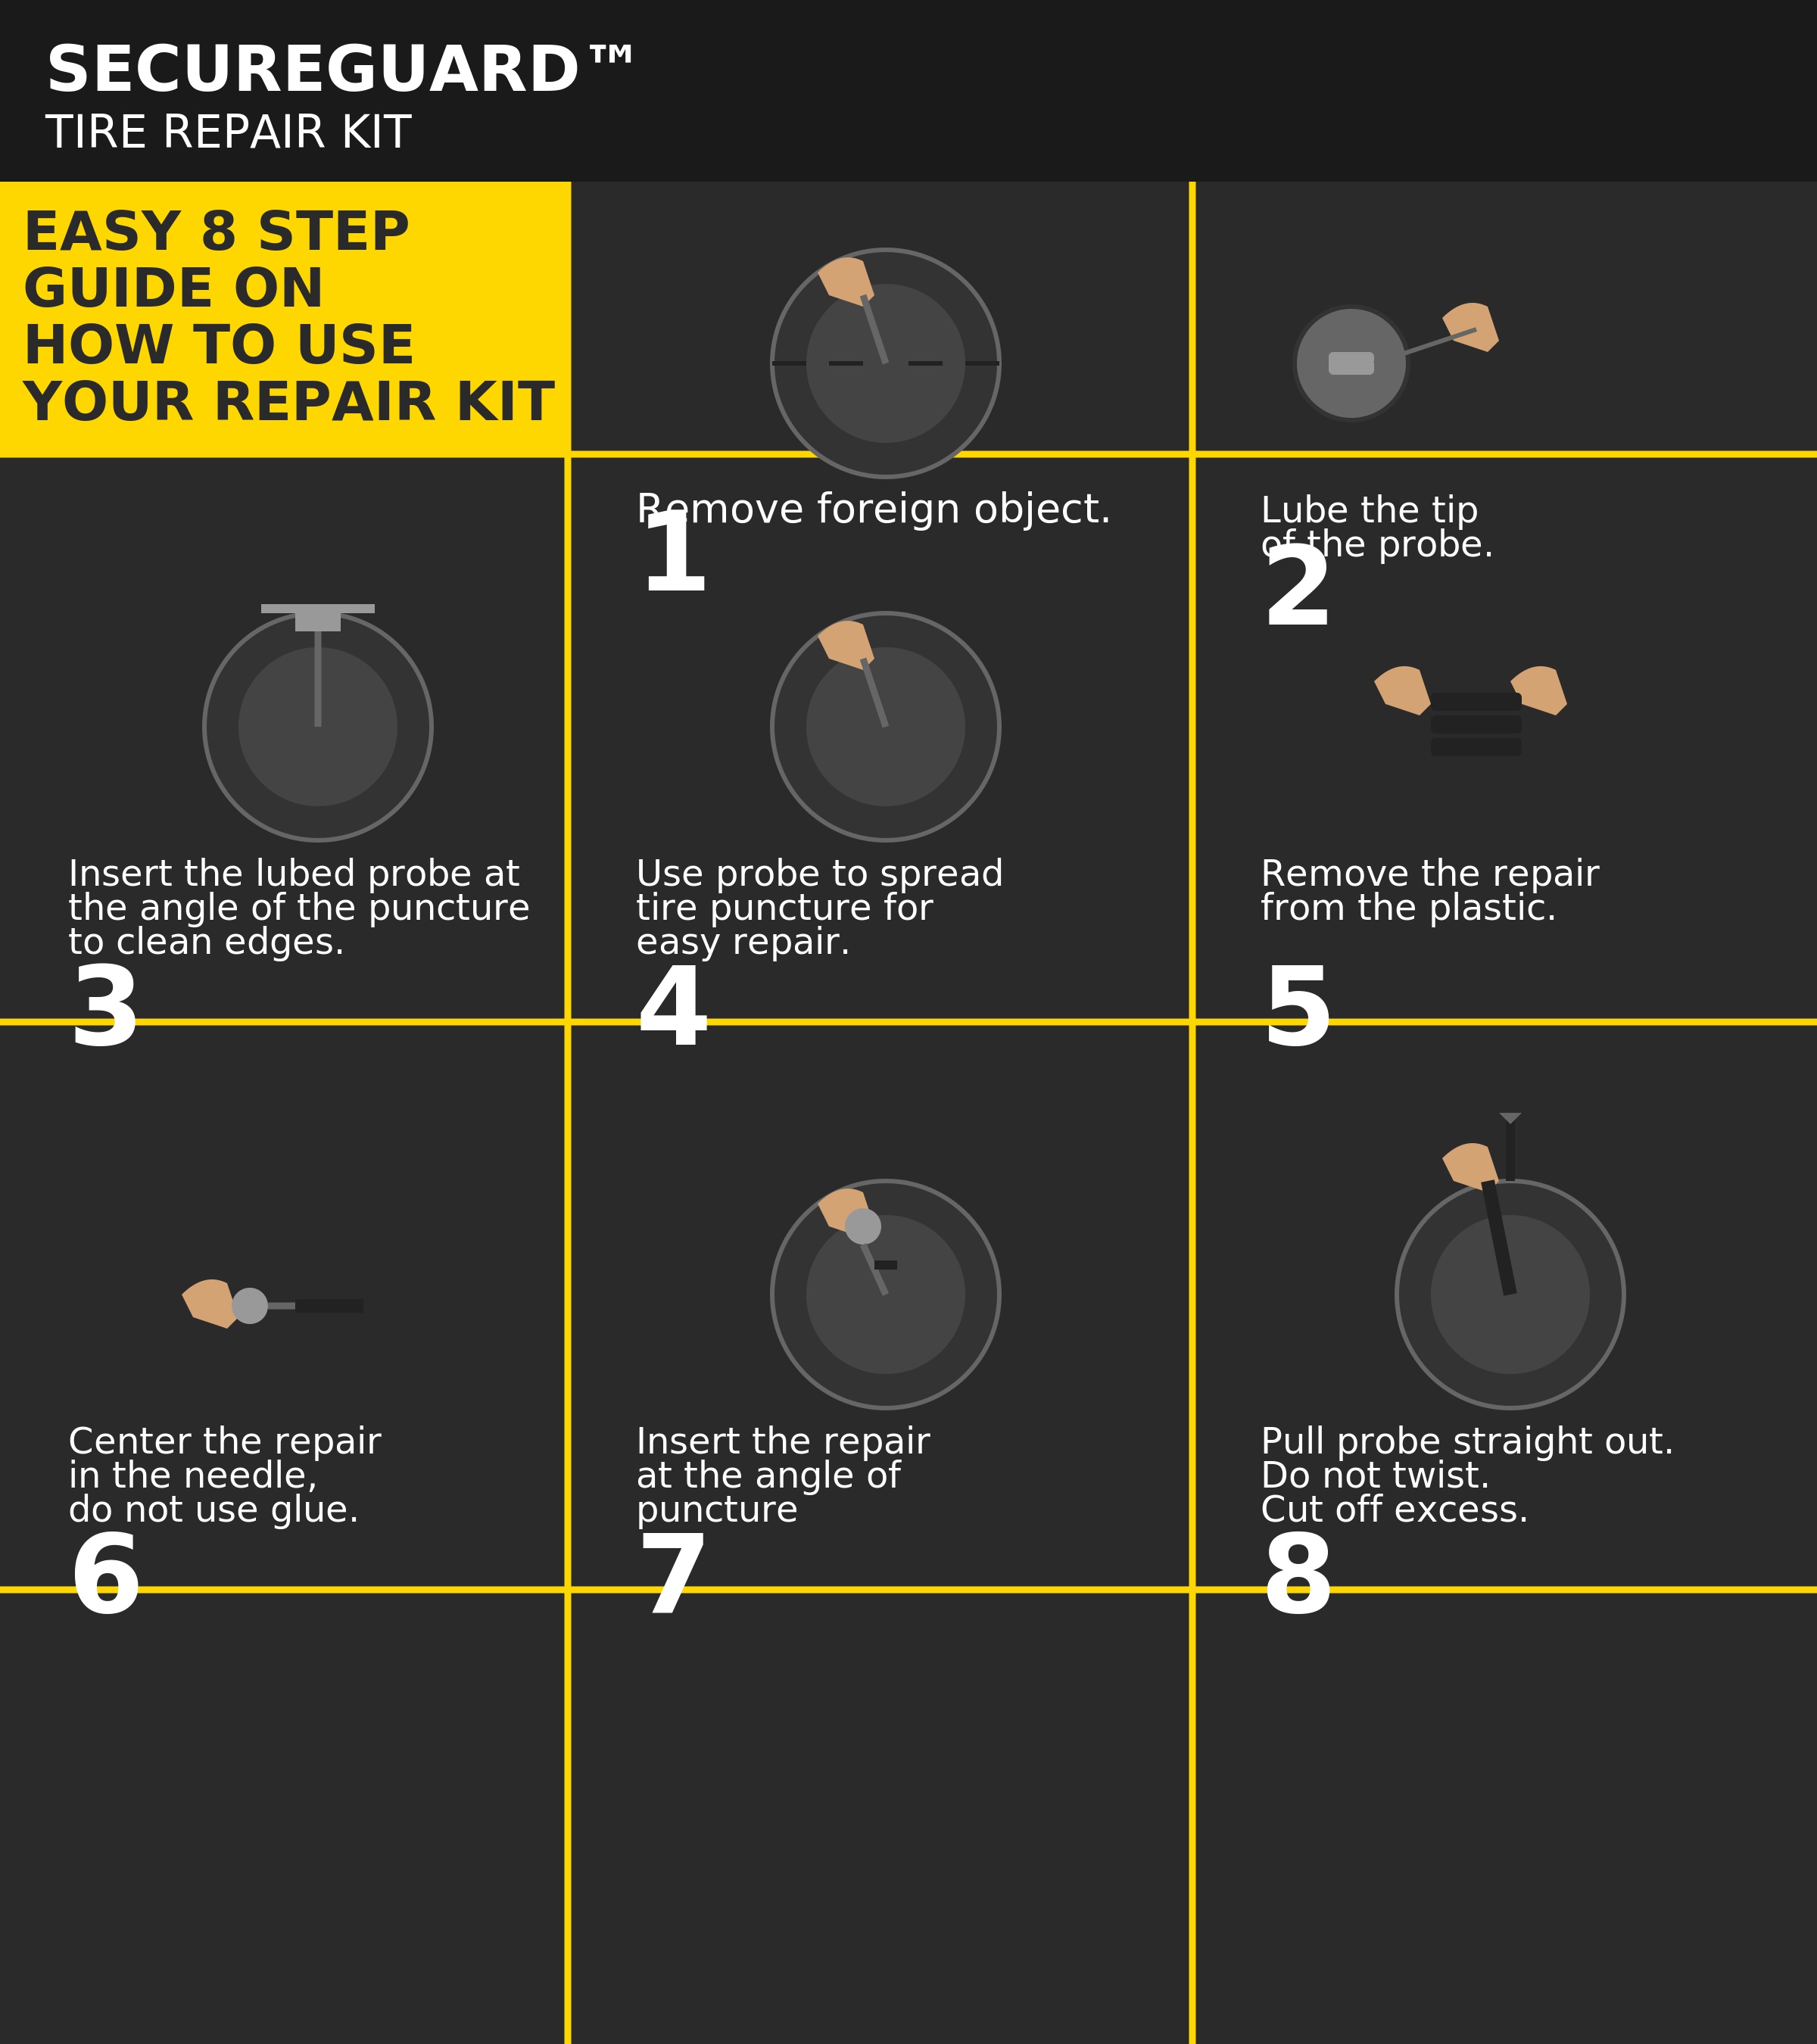 SECUREGUARD™
TIRE REPAIR KIT
EASY 8 STEP
GUIDE ON
HOW TO USE
YOUR REPAIR KIT
Remove foreign object.
1
Lube the tip
of the probe.
2
Insert the lubed probe at
the angle of the puncture
to clean edges.
3
Use probe to spread
tire puncture for
easy repair.
4
Remove the repair
from the plastic.
5
Center the repair
in the needle,
do not use glue.
6
Insert the repair
at the angle of
puncture
7
Pull probe straight out.
Do not twist.
Cut off excess.
8